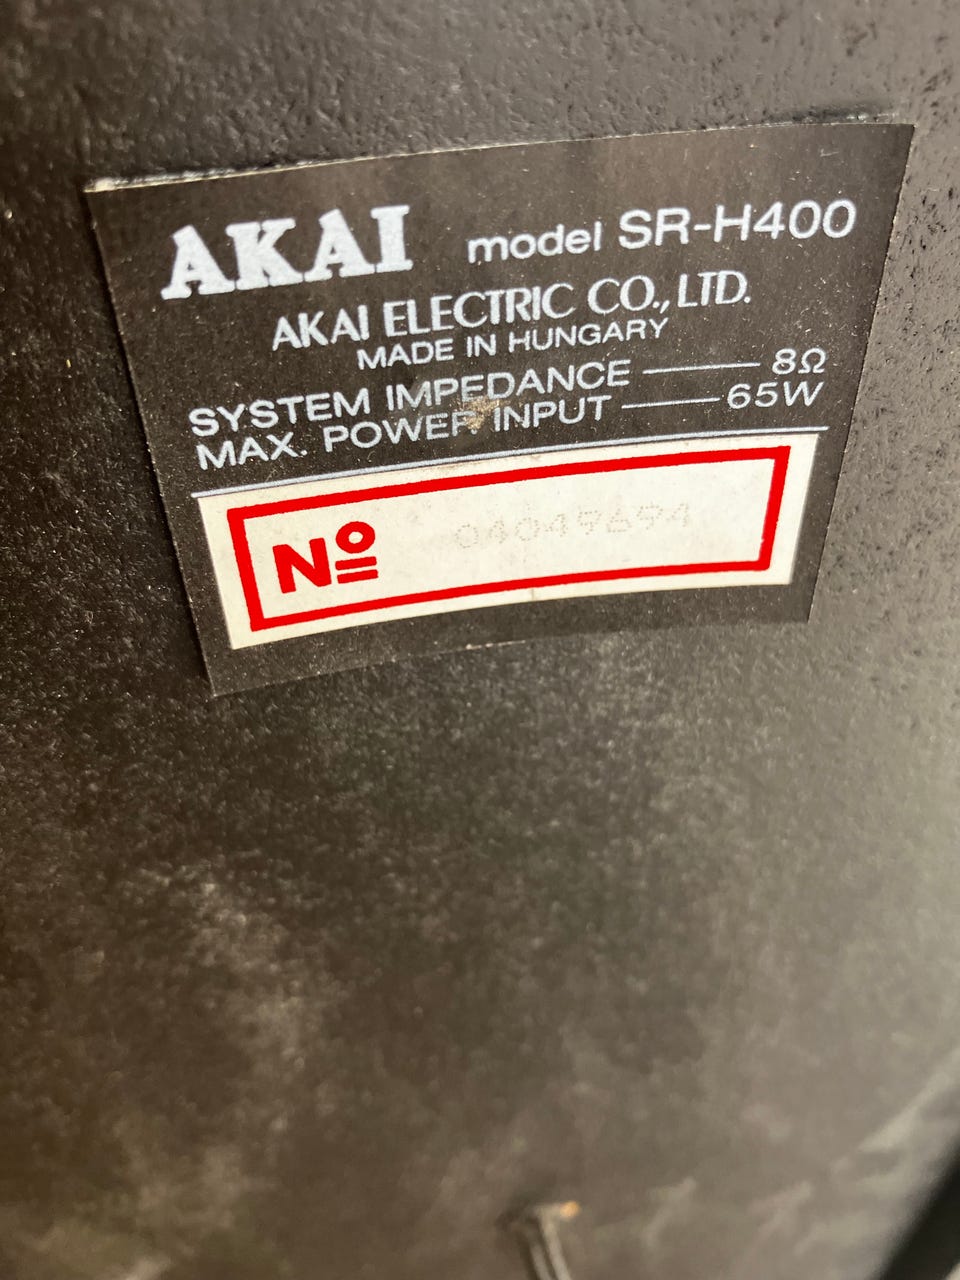 AKAI model SR-H400
AKAI ELECTRIC CO., LTD.
MADE IN HUNGARY
SYSTEM IMPEDANCE 8Ω
MAX. POWER INPUT 65W
Nº 04049694